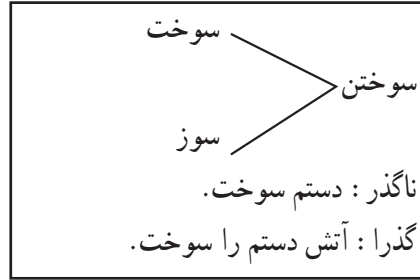 سوخت
سوختن
سوز
ناگذر : دستم سوخت.
گذرا : آتش دستم را سوخت.